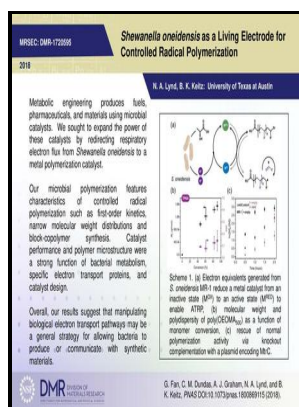 MRSEC: DMR-1720595
2018
Shewanella oneidensis as a Living Electrode for
Controlled Radical Polymerization
N. A. Lynd, B. K. Keitz: University of Texas at Austin
Metabolic engineering produces fuels,
pharmaceuticals, and materials using microbial
catalysts. We sought to expand the power of
these catalysts by redirecting respiratory
electron flux from Shewanella oneidensis to a
metal polymerization catalyst.
Our microbial polymerization features
characteristics of controlled radical
polymerization such as first-order kinetics,
narrow molecular weight distributions and
block-copolymer synthesis. Catalyst
performance and polymer microstructure were
a strong function of bacterial metabolism,
specific electron transport proteins, and
catalyst design.
Overall, our results suggest that manipulating
biological electron transport pathways may be
a general strategy for allowing bacteria to
produce or communicate with synthetic
materials.
(a)
(b)
(c)
Scheme 1. (a) Electron equivalents generated from
S. oneidensis MR-1 reduce a metal catalyst from an
inactive state (M) to an active state (M) to
enable ATRP, (b) molecular weight and
polydispersity of poly(OEOMA) as a function of
monomer conversion, (c) rescue of normal
polymerization activity via knockout
complementation with a plasmid encoding MtrC.
DMR
DIVISION OF
MATERIALS RESEARCH
G. Fan, C. M. Dundas, A. J. Graham, N. A. Lynd, and B.
K. Keitz, PNAS DOI:10.1073/pnas.1800869115 (2018).